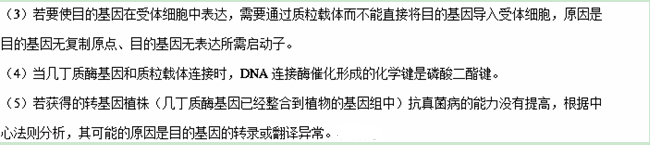 （3）若要使目的基因在受体细胞中表达，需要通过质粒载体而不能直接将目的基因导入受体细胞，原因是
目的基因无复制原点、目的基因无表达所需启动子。
（4）当几丁质酶基因和质粒载体连接时，DNA 连接酶催化形成的化学键是磷酸二酯键。
（5）若获得的转基因植株（几丁质酶基因已经整合到植物的基因组中）抗真菌病的能力没有提高，根据中
心法则分析，其可能的原因是目的基因的转录或翻译异常。